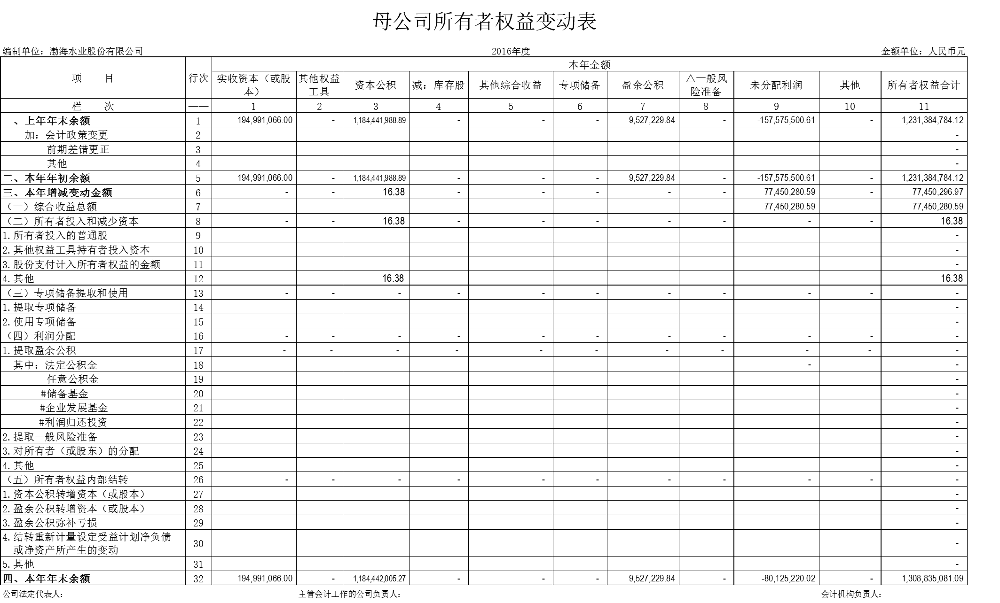 母公司所有者权益变动表
编制单位：渤海水业股份有限公司 2016年度 金额单位：人民币元
项 目 行次 本年金额
实收资本（或股本） 其他权益工具 资本公积 减：库存股 其他综合收益 专项储备 盈余公积 △一般风险准备 未分配利润 其他 所有者权益合计
栏 次 —— 1 2 3 4 5 6 7 8 9 10 11
一、上年年末余额 1 194,991,066.00 - 1,184,441,988.89 - - - 9,527,229.84 - -157,575,500.61 - 1,231,384,784.12
加：会计政策变更 2 -
前期差错更正 3 -
其他 4 -
二、本年年初余额 5 194,991,066.00 - 1,184,441,988.89 - - - 9,527,229.84 - -157,575,500.61 - 1,231,384,784.12
三、本年增减变动金额 6 - - 16.38 - - - - - 77,450,280.59 - 77,450,296.97
（一）综合收益总额 7 77,450,280.59 77,450,280.59
（二）所有者投入和减少资本 8 - - 16.38 - - - - - - - 16.38
1.所有者投入的普通股 9 -
2.其他权益工具持有者投入资本 10 -
3.股份支付计入所有者权益的金额 11 -
4.其他 12 16.38 16.38
（三）专项储备提取和使用 13 - - - - - - - - - - -
1.提取专项储备 14 -
2.使用专项储备 15 -
（四）利润分配 16 - - - - - - - - - - -
1.提取盈余公积 17 - - - - - - - - - - -
其中：法定公积金 18 - -
任意公积金 19 -
#储备基金 20 -
#企业发展基金 21 -
#利润归还投资 22 -
2.提取一般风险准备 23 -
3.对所有者（或股东）的分配 24 -
4.其他 25 -
（五）所有者权益内部结转 26 - - - - - - - - - - -
1.资本公积转增资本（或股本） 27 -
2.盈余公积转增资本（或股本） 28 -
3.盈余公积弥补亏损 29 -
4.结转重新计量设定受益计划净负债
或净资产所产生的变动 30 -
5.其他 31 -
四、本年年末余额 32 194,991,066.00 - 1,184,442,005.27 - - - 9,527,229.84 - -80,125,220.02 - 1,308,835,081.09
公司法定代表人： 主管会计工作的公司负责人： 会计机构负责人：